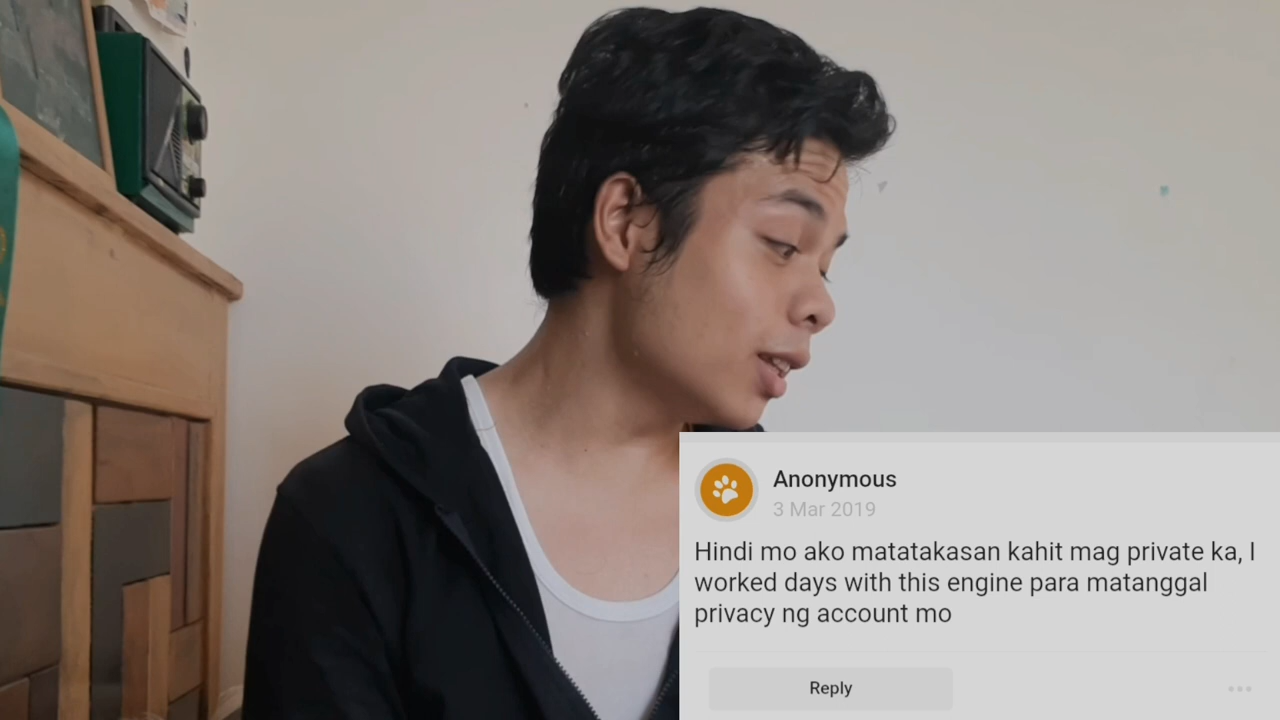 Anonymous
3 Mar 2019
Hindi mo ako matatakasan kahit mag private ka, I
worked days with this engine para matanggal
privacy ng account mo
Reply